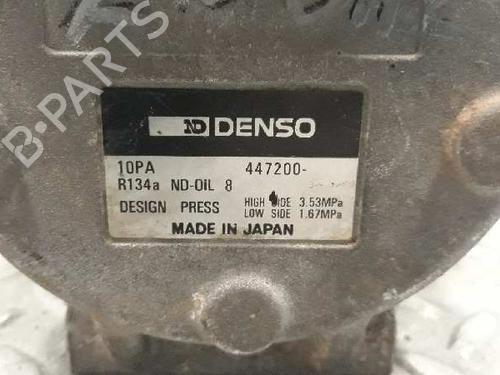 ND DENSO
10PA 447200-
R134a ND-OIL 8
DESIGN PRESS HIGH SIDE 3.53MPa
LOW SIDE 1.67MPa
MADE IN JAPAN
B-PARTS